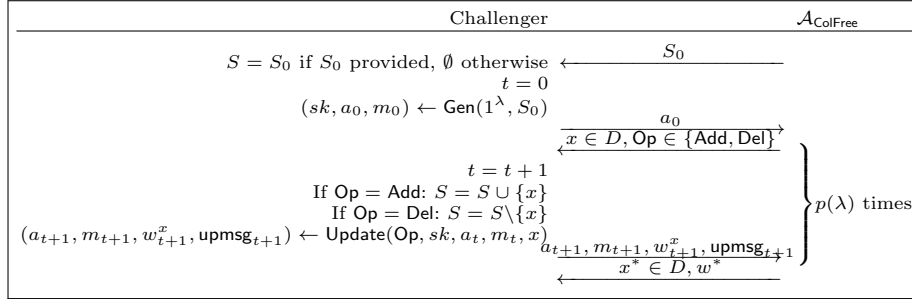 Challenger A_ColFree
S = S_0 if S_0 provided, ∅ otherwise S_0
t = 0
(sk, a_0, m_0) ← Gen(1^λ, S_0)
a_0
x ∈ D, Op ∈ {Add, Del}
t = t + 1
If Op = Add: S = S ∪ {x}
If Op = Del: S = S\{x} p(λ) times
(a_{t+1}, m_{t+1}, w^x_{t+1}, upmsg_{t+1}) ← Update(Op, sk, a_t, m_t, x)
a_{t+1}, m_{t+1}, w^x_{t+1}, upmsg_{t+1}
x* ∈ D, w*